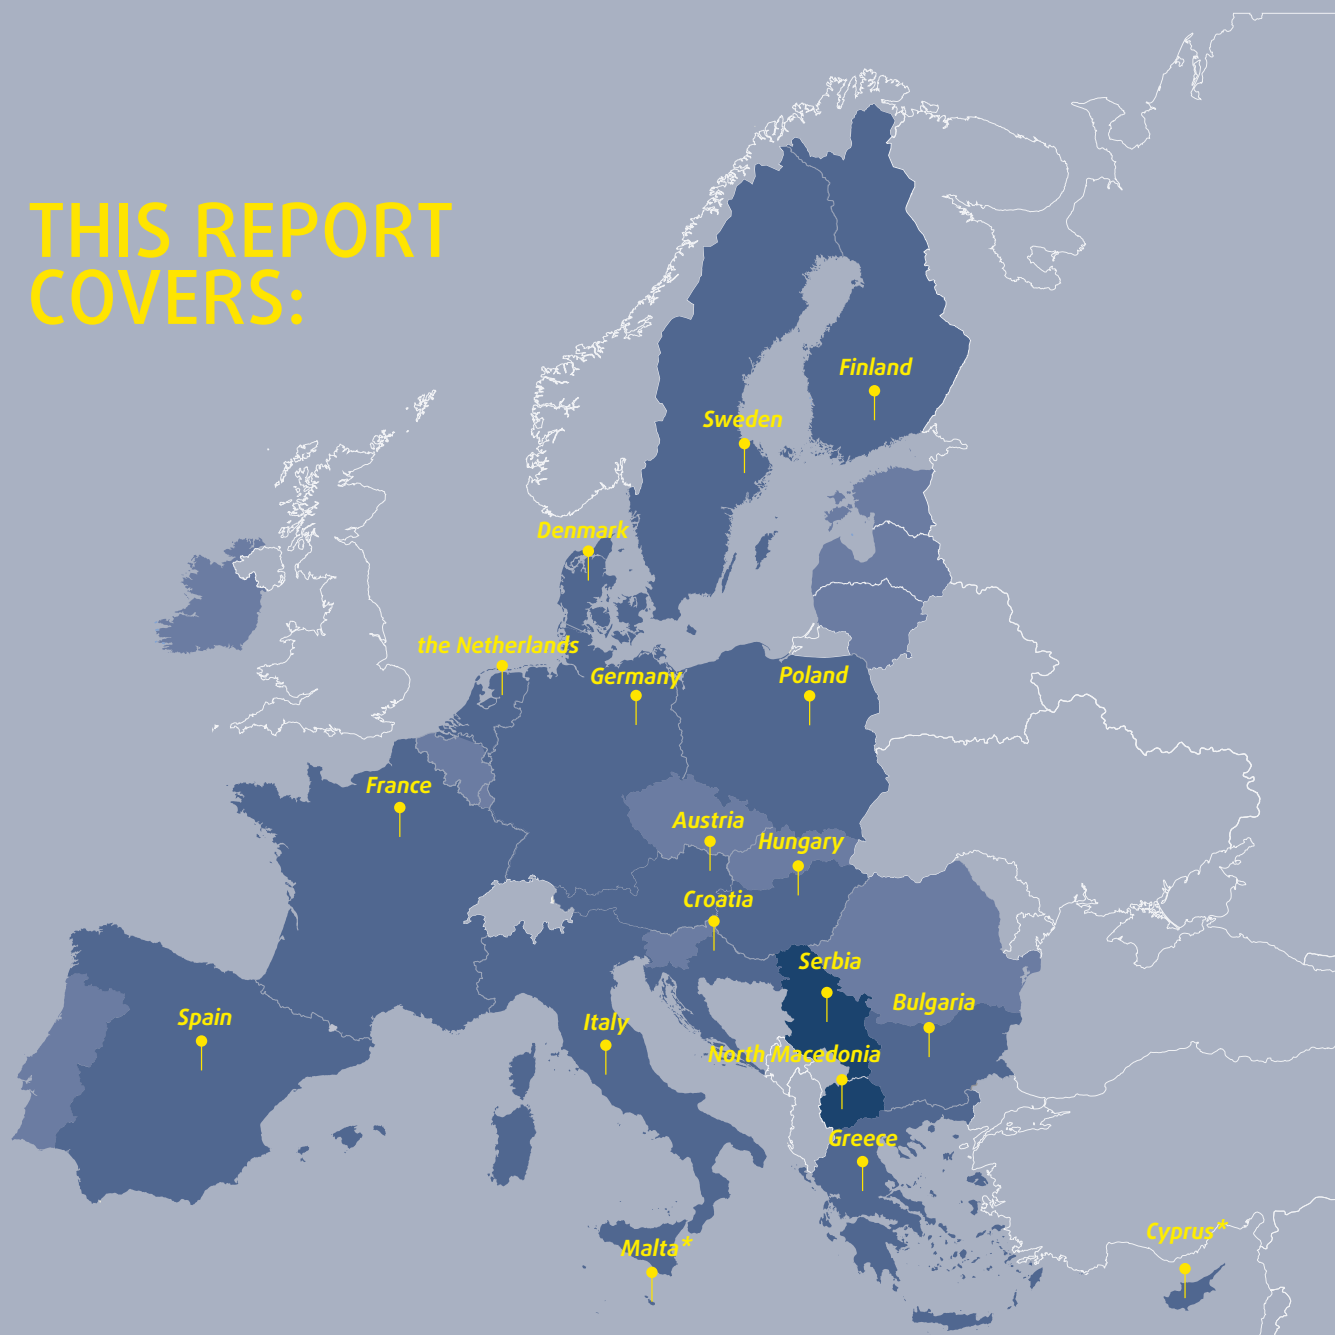 THIS REPORT
COVERS:
Finland
Sweden
Denmark
the Netherlands
Germany
Poland
France
Austria
Hungary
Croatia
Serbia
Bulgaria
Spain
Italy
North Macedonia
Greece
Cyprus*
Malta*